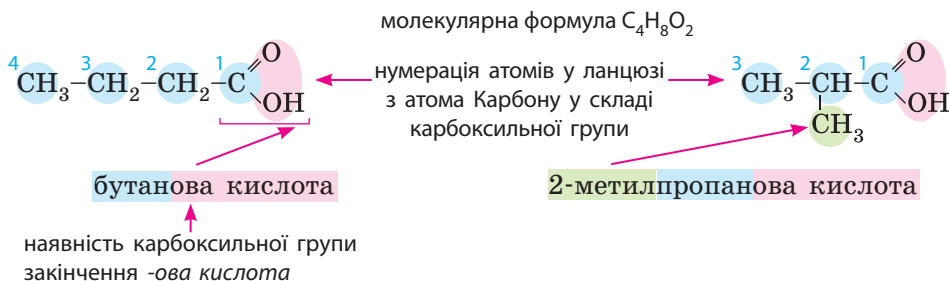 молекулярна формула C₄H₈O₂
4 3 2 1
CH₃–CH₂–CH₂–C
O
OH
нумерація атомів у ланцюзі
з атома Карбону у складі
карбоксильної групи
3 2 1
CH₃–CH–C
O
OH
CH₃
бутанова кислота
2-метилпропанова кислота
наявність карбоксильної групи
закінчення -ова кислота